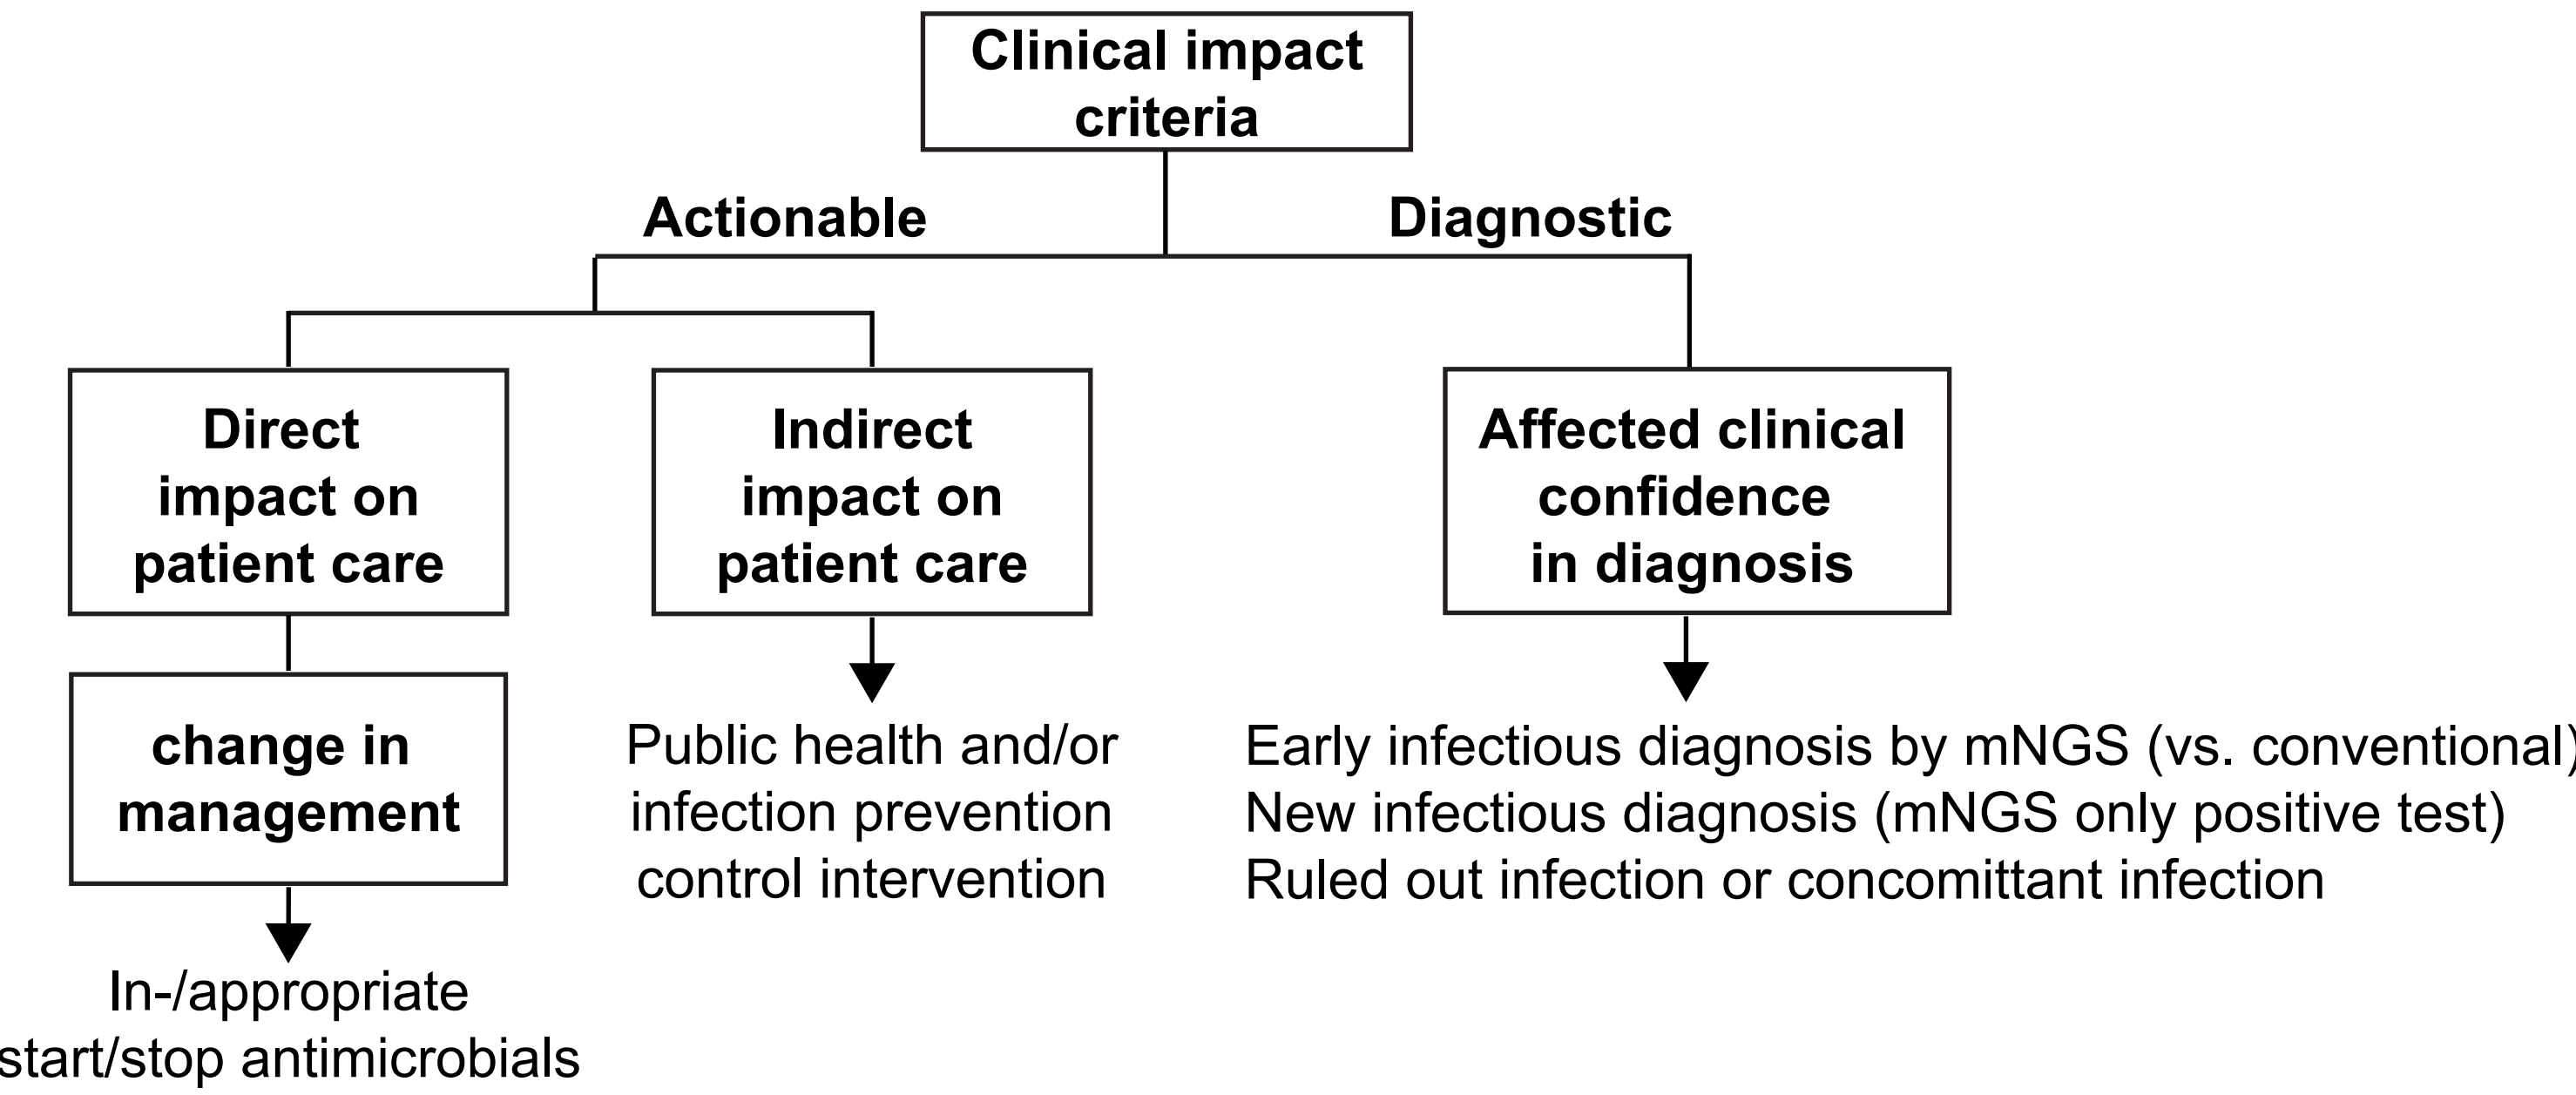 Clinical impact
criteria
Actionable
Diagnostic
Direct
impact on
patient care
Indirect
impact on
patient care
Affected clinical
confidence
in diagnosis
change in
management
Public health and/or
infection prevention
control intervention
Early infectious diagnosis by mNGS (vs. conventional)
New infectious diagnosis (mNGS only positive test)
Ruled out infection or concomittant infection
In-/appropriate
start/stop antimicrobials